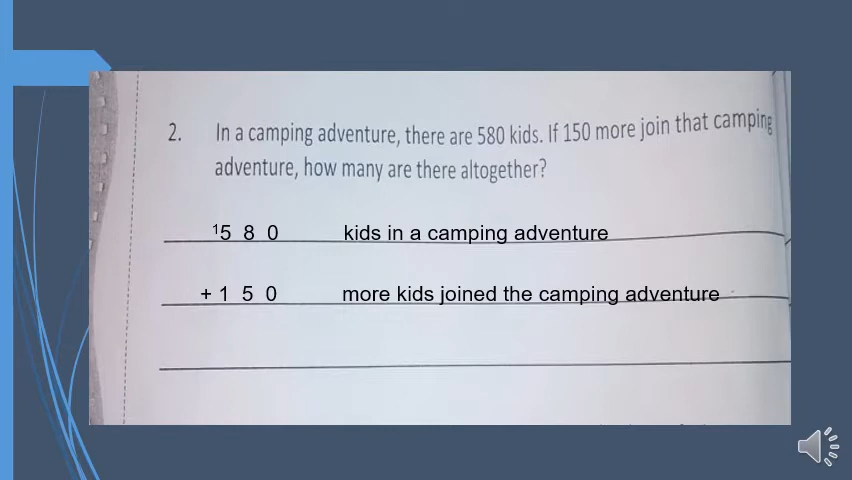 2. In a camping adventure, there are 580 kids. If 150 more join that camping
adventure, how many are there altogether?
¹5 8 0 kids in a camping adventure
+ 1 5 0 more kids joined the camping adventure